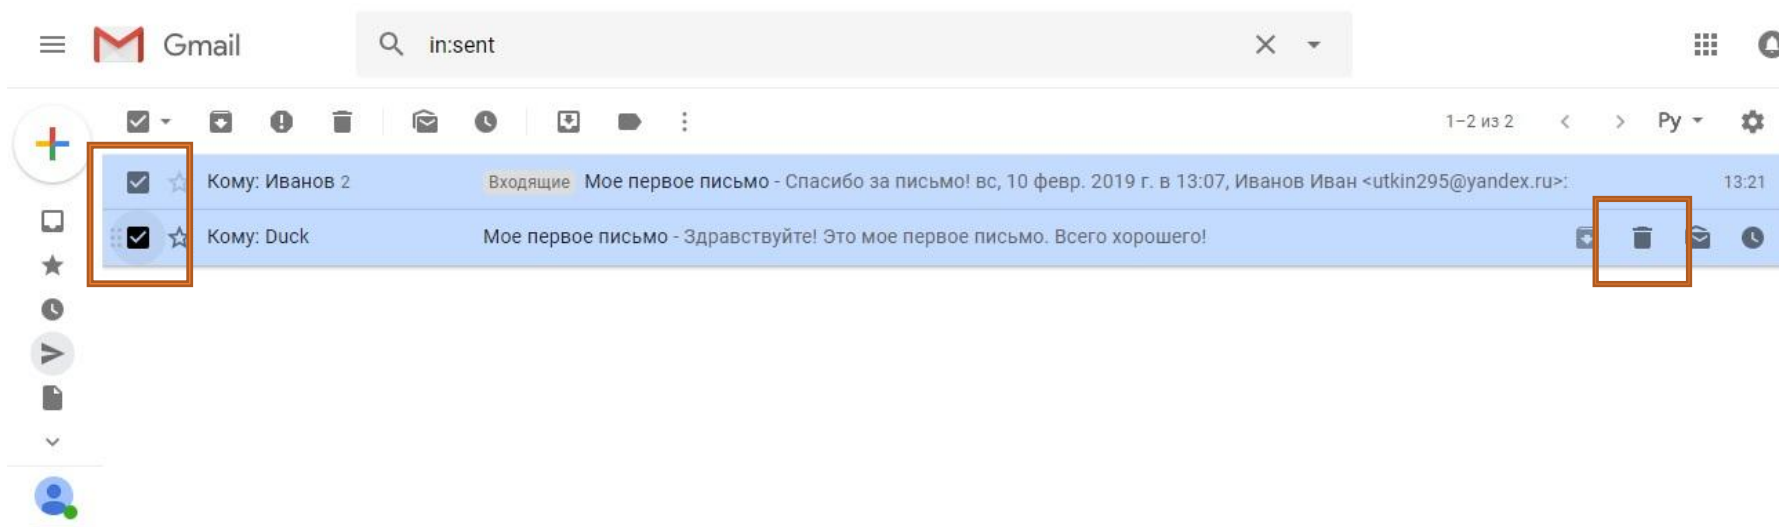 Gmail
in:sent
1–2 из 2
Ру
Кому: Иванов 2 Входящие Мое первое письмо - Спасибо за письмо! вс, 10 февр. 2019 г. в 13:07, Иванов Иван <utkin295@yandex.ru>: 13:21
Кому: Duck Мое первое письмо - Здравствуйте! Это мое первое письмо. Всего хорошего!